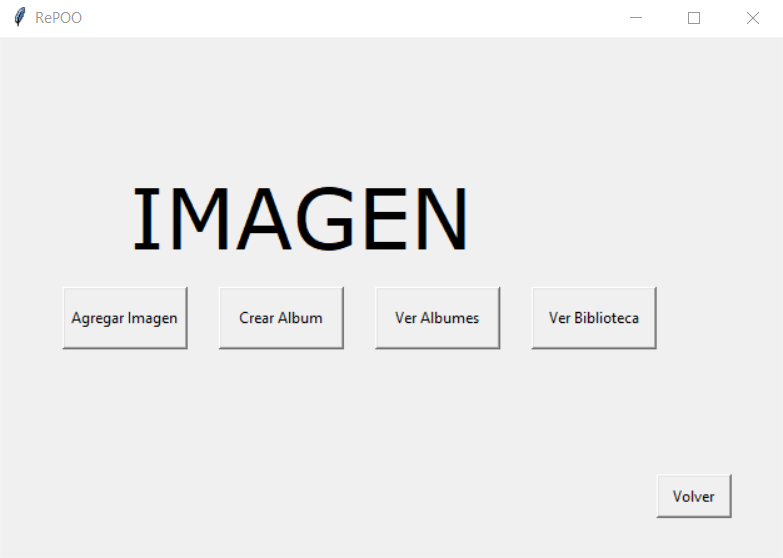 RePOO
IMAGEN
Agregar Imagen Crear Album Ver Albumes Ver Biblioteca
Volver